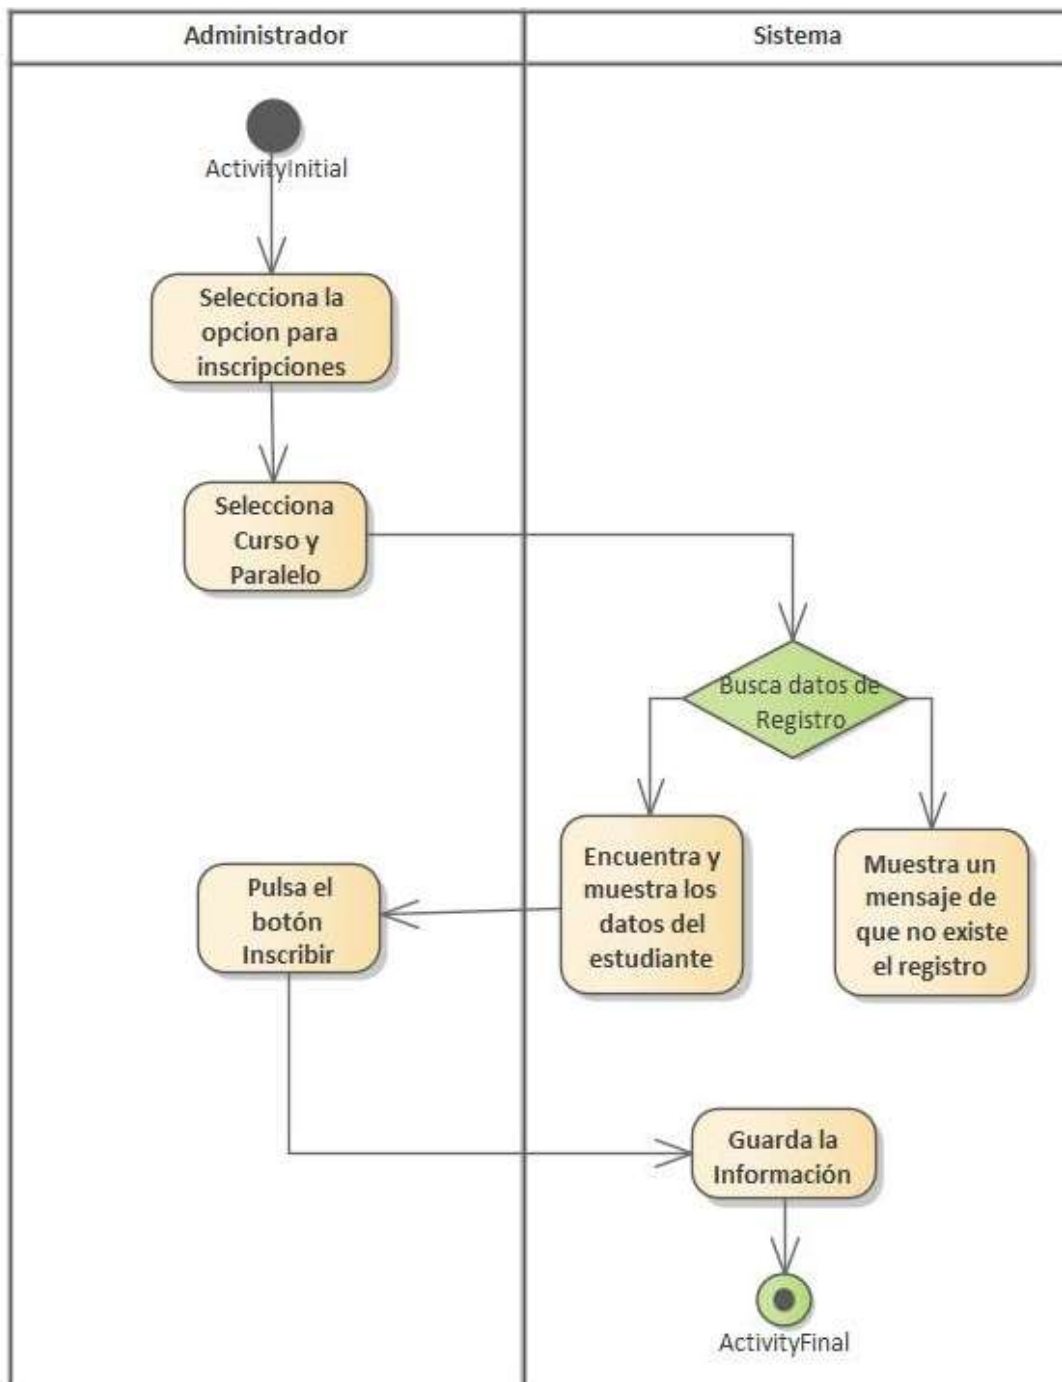 Administrador
Sistema
ActivityInitial
Selecciona la
opcion para
inscripciones
Selecciona
Curso y
Paralelo
Busca datos de
Registro
Encuentra y
muestra los
datos del
estudiante
Muestra un
mensaje de
que no existe
el registro
Pulsa el
botón
Inscribir
Guarda la
Información
ActivityFinal